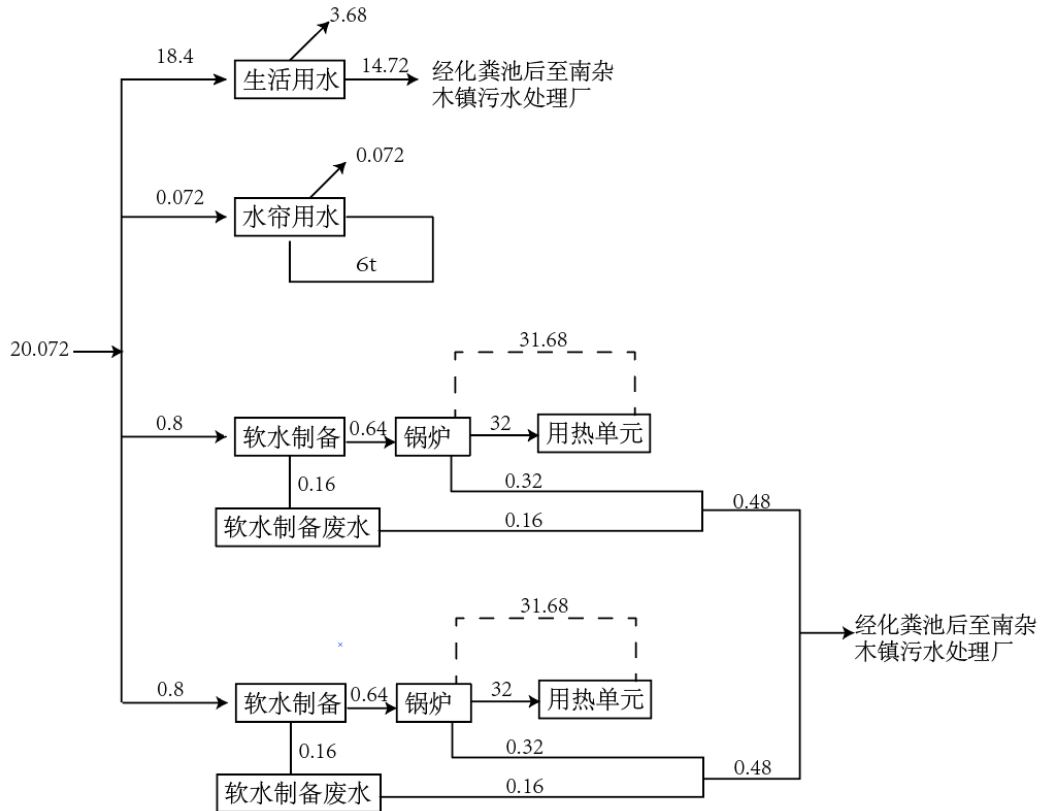 3.68
18.4
生活用水
14.72
经化粪池后至南杂
木镇污水处理厂
0.072
0.072
水帘用水
6t
20.072
31.68
0.8
软水制备
0.64
锅炉
32
用热单元
0.16
0.32
0.48
软水制备废水
0.16
31.68
经化粪池后至南杂
木镇污水处理厂
0.8
软水制备
0.64
锅炉
32
用热单元
0.16
0.32
0.48
软水制备废水
0.16